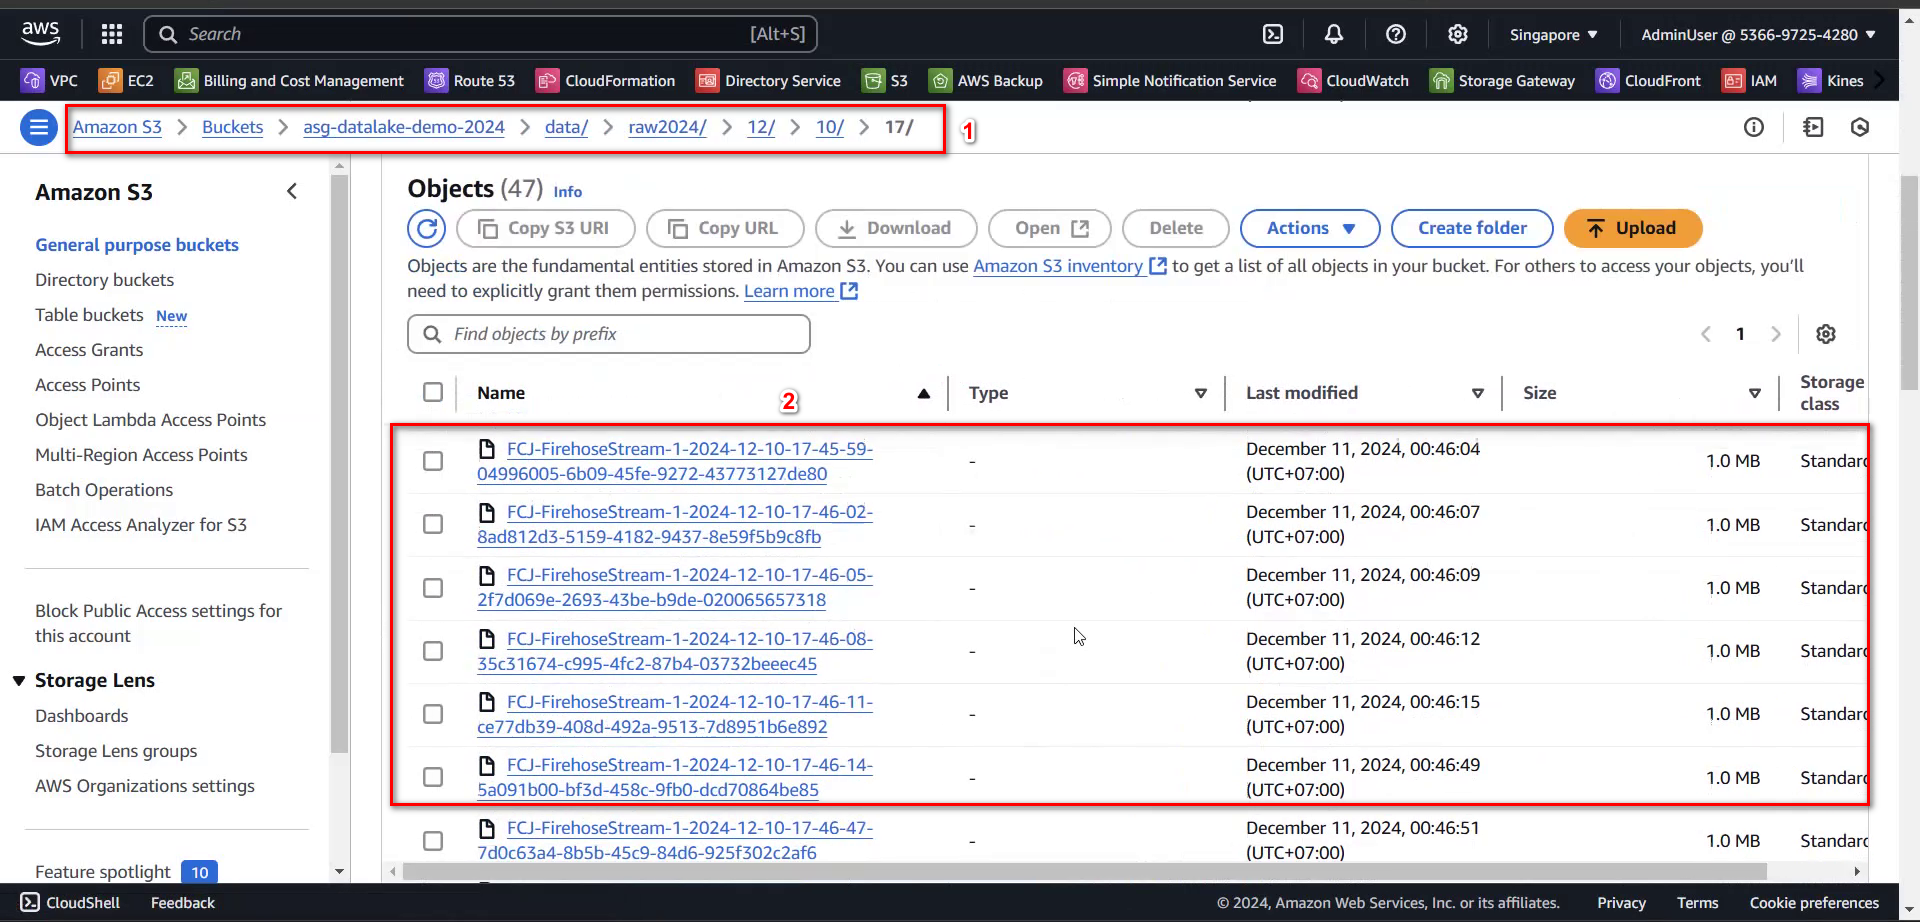 aws Search [Alt+S] Singapore ▼ AdminUser @ 5366-9725-4280 ▼
VPC EC2 Billing and Cost Management Route 53 CloudFormation Directory Service S3 AWS Backup Simple Notification Service CloudWatch Storage Gateway CloudFront IAM Kines
Amazon S3 > Buckets > asg-datalake-demo-2024 > data/ > raw2024/ > 12/ > 10/ > 17/ 1
Amazon S3
General purpose buckets
Directory buckets
Table buckets New
Access Grants
Access Points
Object Lambda Access Points
Multi-Region Access Points
Batch Operations
IAM Access Analyzer for S3
Block Public Access settings for
this account
Storage Lens
Dashboards
Storage Lens groups
AWS Organizations settings
Feature spotlight 10
Objects (47) Info
Copy S3 URI Copy URL Download Open Delete Actions ▼ Create folder Upload
Objects are the fundamental entities stored in Amazon S3. You can use Amazon S3 inventory to get a list of all objects in your bucket. For others to access your objects, you'll
need to explicitly grant them permissions. Learn more
Find objects by prefix
1
Name Type Last modified Size Storage
class
2
FCJ-FirehoseStream-1-2024-12-10-17-45-59- December 11, 2024, 00:46:04
04996005-6b09-45fe-9272-43773127de80 - (UTC+07:00) 1.0 MB Standard
FCJ-FirehoseStream-1-2024-12-10-17-46-02- December 11, 2024, 00:46:07
8ad812d3-5159-4182-9437-8e59f5b9c8fb - (UTC+07:00) 1.0 MB Standard
FCJ-FirehoseStream-1-2024-12-10-17-46-05- December 11, 2024, 00:46:09
2f7d069e-2693-43be-b9de-020065657318 - (UTC+07:00) 1.0 MB Standard
FCJ-FirehoseStream-1-2024-12-10-17-46-08- December 11, 2024, 00:46:12
35c31674-c995-4fc2-87b4-03732beeec45 - (UTC+07:00) 1.0 MB Standard
FCJ-FirehoseStream-1-2024-12-10-17-46-11- December 11, 2024, 00:46:15
ce77db39-408d-492a-9513-7d8951b6e892 - (UTC+07:00) 1.0 MB Standard
FCJ-FirehoseStream-1-2024-12-10-17-46-14- December 11, 2024, 00:46:49
5a091b00-bf3d-458c-9fb0-dcd70864be85 - (UTC+07:00) 1.0 MB Standard
FCJ-FirehoseStream-1-2024-12-10-17-46-47- December 11, 2024, 00:46:51
7d0c63a4-8b5b-45c9-84d6-925f302c2af6 - (UTC+07:00) 1.0 MB Standard
CloudShell Feedback © 2024, Amazon Web Services, Inc. or its affiliates. Privacy Terms Cookie preferences